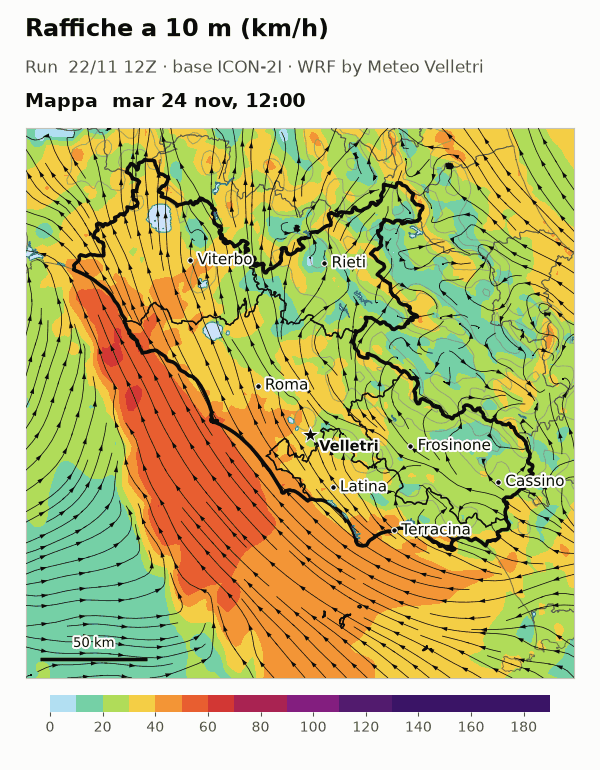 Raffiche a 10 m (km/h)
Run  22/11 12Z · base ICON-2I · WRF by Meteo Velletri
Mappa  mar 24 nov, 12:00
Viterbo
Rieti
Roma
Velletri
Frosinone
Cassino
Latina
Terracina
50 km
0 20 40 60 80 100 120 140 160 180